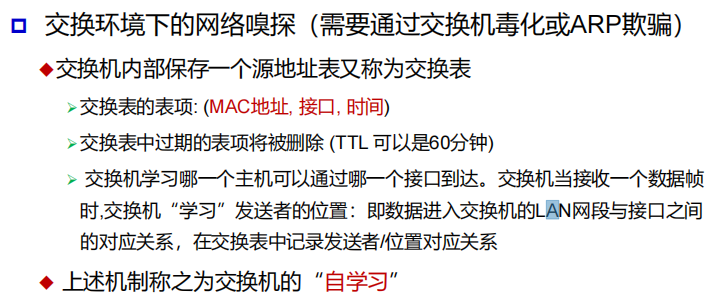 交换环境下的网络嗅探（需要通过交换机毒化或ARP欺骗）
交换机内部保存一个源地址表又称为交换表
交换表的表项: (MAC地址, 接口, 时间)
交换表中过期的表项将被删除 (TTL 可以是60分钟)
交换机学习哪一个主机可以通过哪一个接口到达。交换机当接收一个数据帧
时,交换机“学习”发送者的位置：即数据进入交换机的LAN网段与接口之间
的对应关系，在交换表中记录发送者/位置对应关系
上述机制称之为交换机的“自学习”